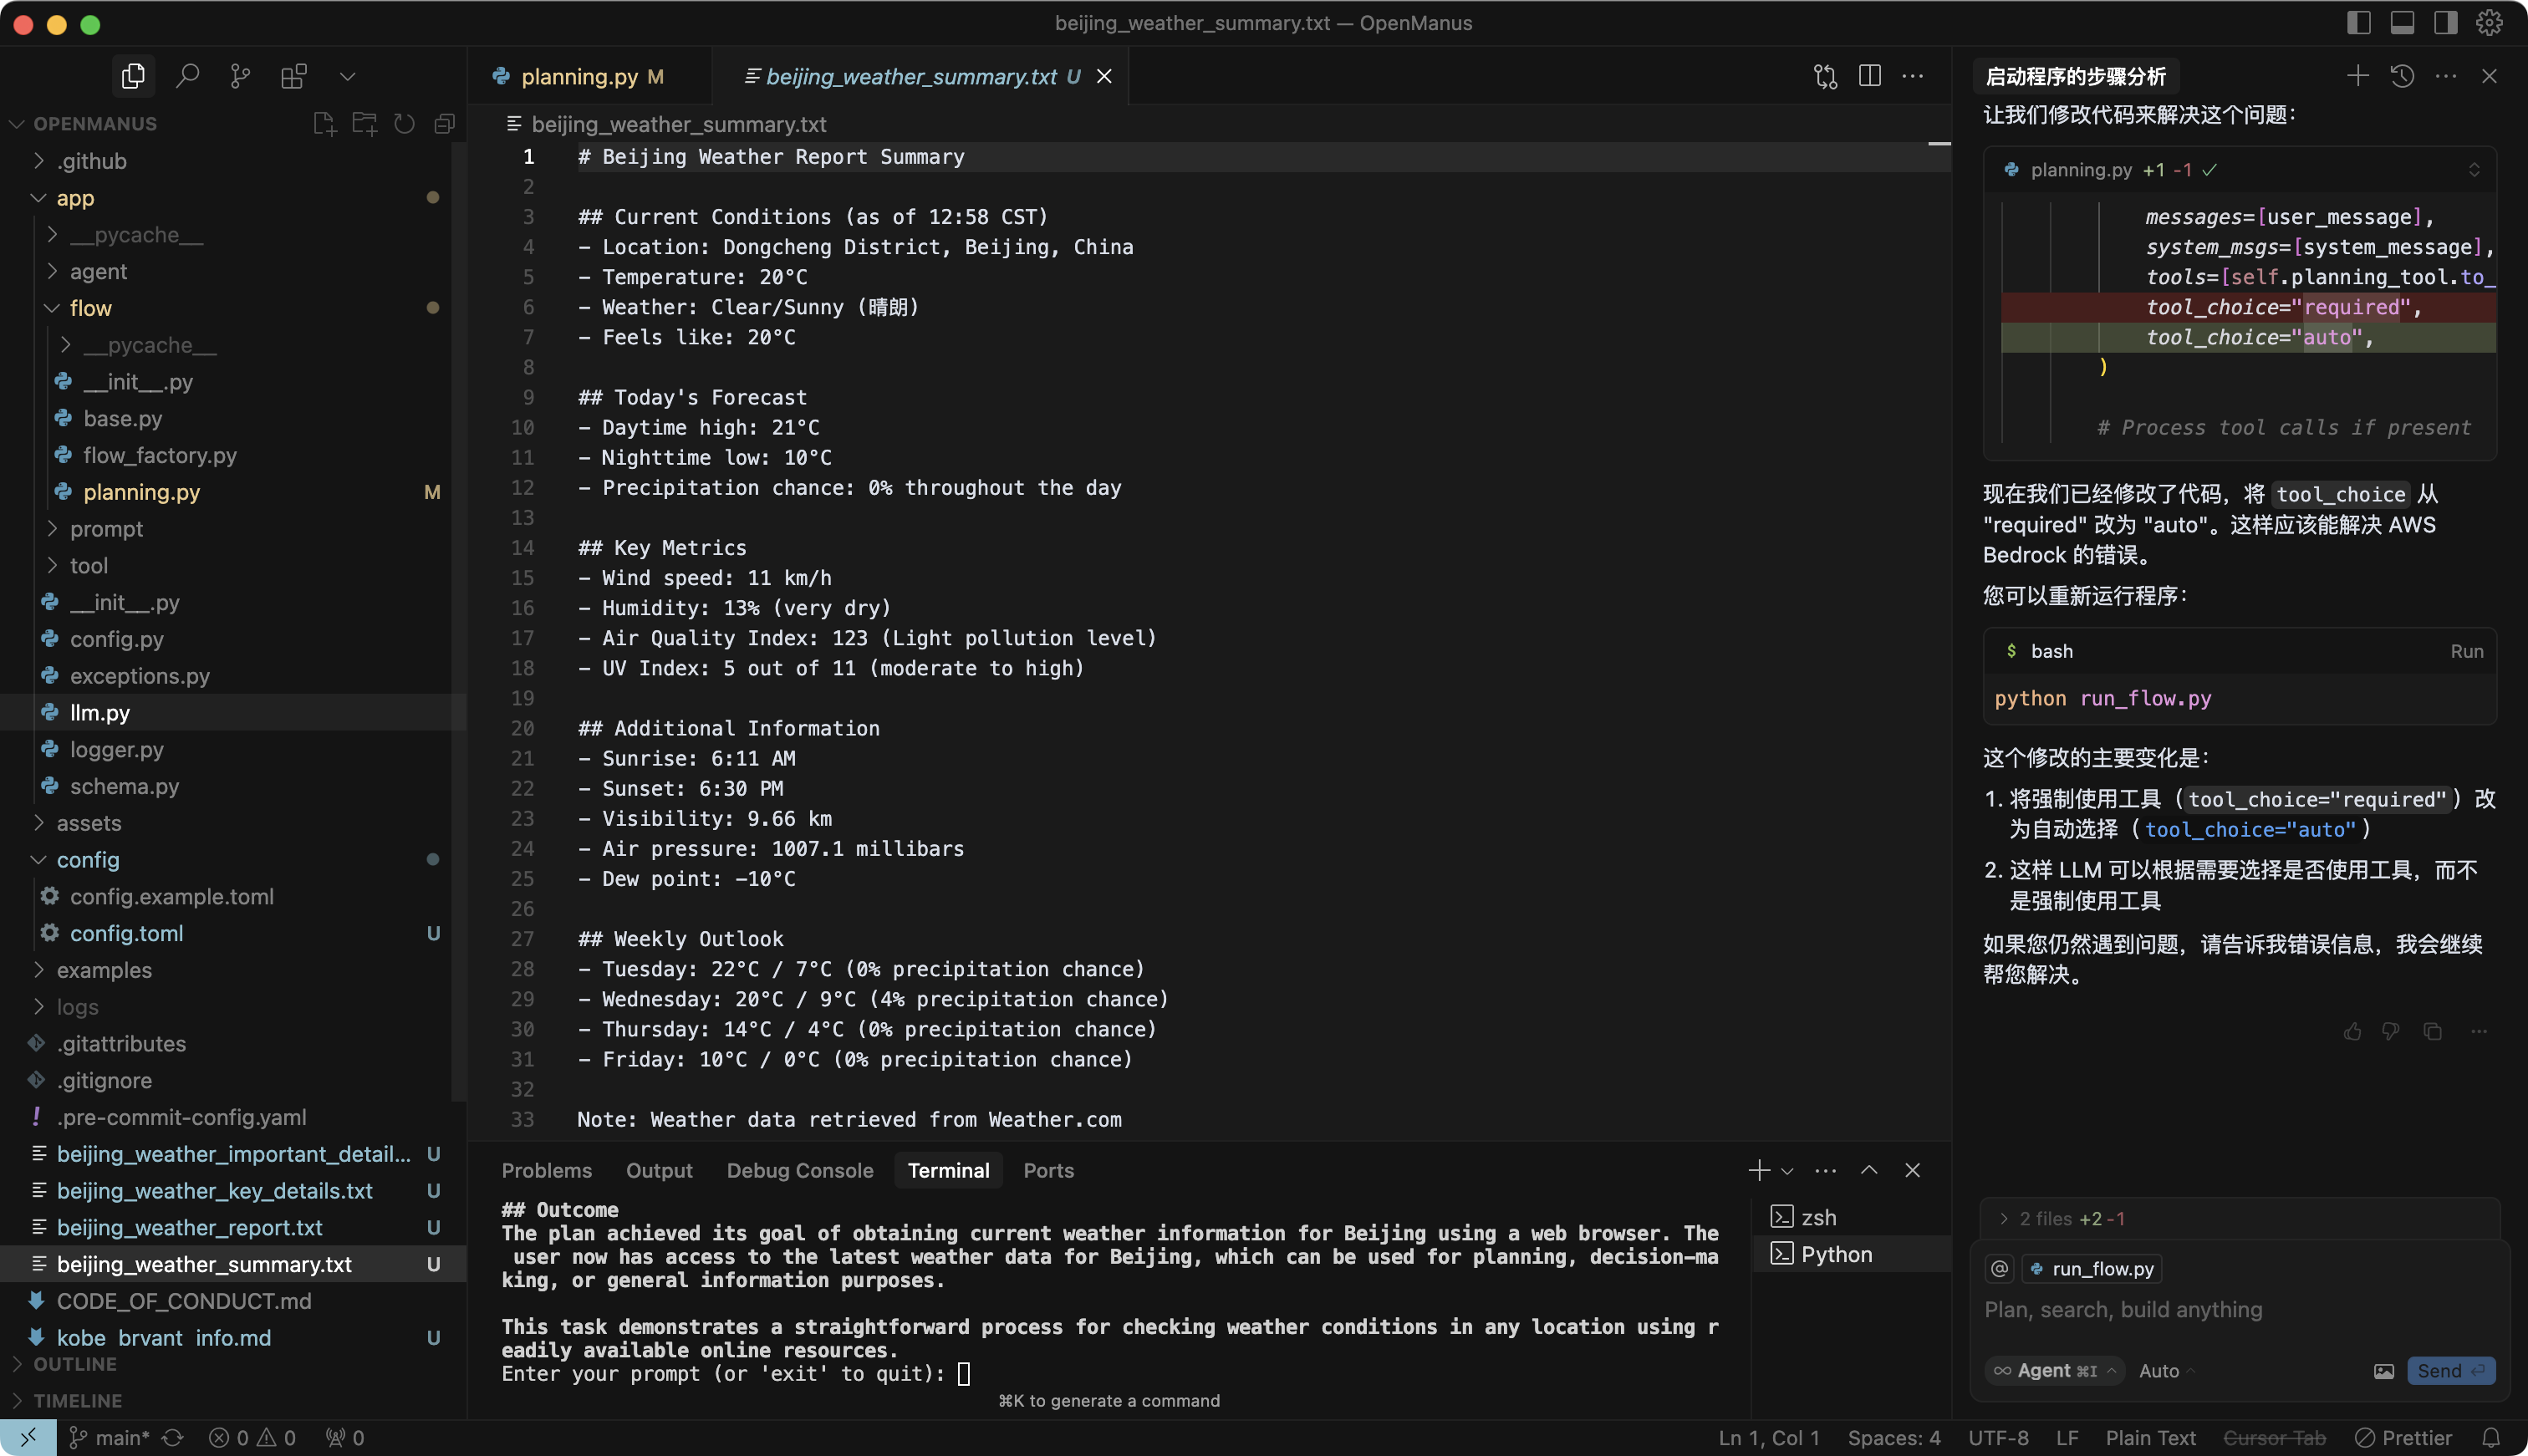 beijing_weather_summary.txt — OpenManus
OPENMANUS
.github
app
__pycache__
agent
flow
__pycache__
__init__.py
base.py
flow_factory.py
planning.py M
prompt
tool
__init__.py
config.py
exceptions.py
llm.py
logger.py
schema.py
assets
config
config.example.toml
config.toml U
examples
logs
.gitattributes
.gitignore
.pre-commit-config.yaml
beijing_weather_important_detail... U
beijing_weather_key_details.txt U
beijing_weather_report.txt U
beijing_weather_summary.txt U
CODE_OF_CONDUCT.md
kobe_bryant_info.md U
OUTLINE
TIMELINE
planning.py M
beijing_weather_summary.txt U
beijing_weather_summary.txt
1 # Beijing Weather Report Summary
2
3 ## Current Conditions (as of 12:58 CST)
4 - Location: Dongcheng District, Beijing, China
5 - Temperature: 20°C
6 - Weather: Clear/Sunny (晴朗)
7 - Feels like: 20°C
8
9 ## Today's Forecast
10 - Daytime high: 21°C
11 - Nighttime low: 10°C
12 - Precipitation chance: 0% throughout the day
13
14 ## Key Metrics
15 - Wind speed: 11 km/h
16 - Humidity: 13% (very dry)
17 - Air Quality Index: 123 (Light pollution level)
18 - UV Index: 5 out of 11 (moderate to high)
19
20 ## Additional Information
21 - Sunrise: 6:11 AM
22 - Sunset: 6:30 PM
23 - Visibility: 9.66 km
24 - Air pressure: 1007.1 millibars
25 - Dew point: -10°C
26
27 ## Weekly Outlook
28 - Tuesday: 22°C / 7°C (0% precipitation chance)
29 - Wednesday: 20°C / 9°C (4% precipitation chance)
30 - Thursday: 14°C / 4°C (0% precipitation chance)
31 - Friday: 10°C / 0°C (0% precipitation chance)
32
33 Note: Weather data retrieved from Weather.com
Problems Output Debug Console Terminal Ports
## Outcome
The plan achieved its goal of obtaining current weather information for Beijing using a web browser. The
user now has access to the latest weather data for Beijing, which can be used for planning, decision-ma
king, or general information purposes.
This task demonstrates a straightforward process for checking weather conditions in any location using r
eadily available online resources.
Enter your prompt (or 'exit' to quit):
⌘K to generate a command
zsh
Python
启动程序的步骤分析
让我们修改代码来解决这个问题：
planning.py +1 -1
messages=[user_message],
system_msgs=[system_message],
tools=[self.planning_tool.to_
tool_choice="required",
tool_choice="auto",
)
# Process tool calls if present
现在我们已经修改了代码，将 tool_choice 从
"required" 改为 "auto"。这样应该能解决 AWS
Bedrock 的错误。
您可以重新运行程序：
$ bash Run
python run_flow.py
这个修改的主要变化是：
1. 将强制使用工具（tool_choice="required"）改
为自动选择（tool_choice="auto"）
2. 这样 LLM 可以根据需要选择是否使用工具，而不
是强制使用工具
如果您仍然遇到问题，请告诉我错误信息，我会继续
帮您解决。
2 files +2 -1
@ run_flow.py
Plan, search, build anything
Agent ⌘I Auto Send
main* 0 0 0 Ln 1, Col 1 Spaces: 4 UTF-8 LF Plain Text Cursor Tab Prettier